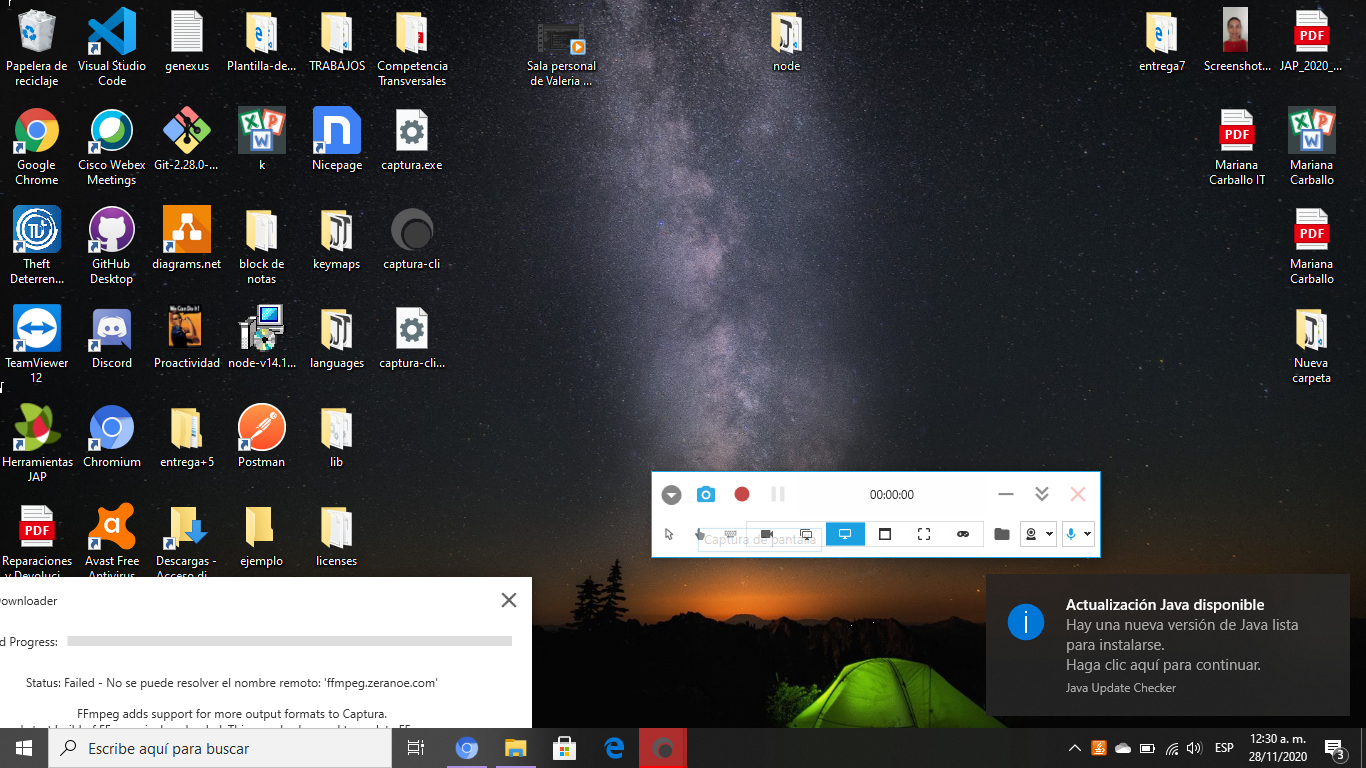 Papelera de
reciclaje
Visual Studio
Code
genexus
Plantilla-de...
TRABAJOS
Competencia
Transversales
Sala personal
de Valeria ...
node
entrega7
Screenshot...
JAP_2020_...
Google
Chrome
Cisco Webex
Meetings
Git-2.28.0-...
k
Nicepage
captura.exe
Mariana
Carballo IT
Mariana
Carballo
Theft
Deterren...
GitHub
Desktop
diagrams.net
block de
notas
keymaps
captura-cli
Mariana
Carballo
TeamViewer
12
Discord
Proactividad
node-v14.1...
languages
captura-cli...
Nueva
carpeta
Herramientas
JAP
Chromium
entrega+5
Postman
lib
Reparaciones
y Devoluci...
Avast Free
Antivirus
Descargas -
Acceso di...
ejemplo
licenses
00:00:00
Captura de pantalla
ownloader
d Progress:
Status: Failed - No se puede resolver el nombre remoto: 'ffmpeg.zeranoe.com'
FFmpeg adds support for more output formats to Captura.
Actualización Java disponible
Hay una nueva versión de Java lista
para instalarse.
Haga clic aquí para continuar.
Java Update Checker
Escribe aquí para buscar
ESP
12:30 a. m.
28/11/2020
3